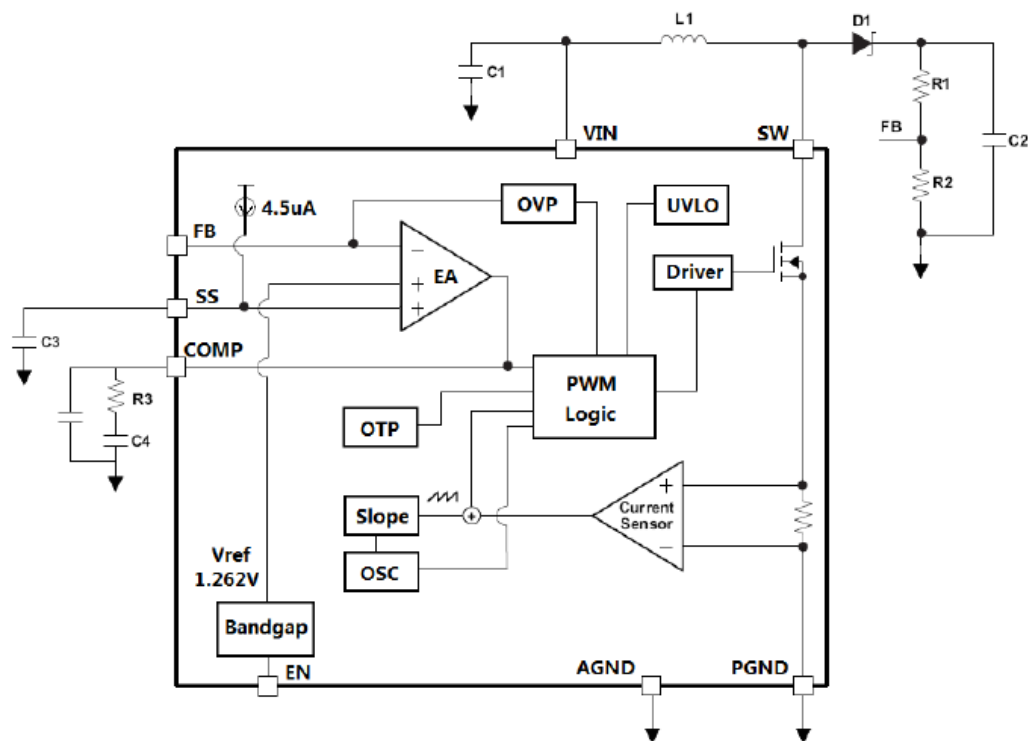 L1
D1
C1
R1
FB
C2
R2
VIN
SW
4.5uA
OVP
UVLO
FB
EA
Driver
SS
C3
COMP
R3
C4
PWM
Logic
OTP
Current
Sensor
Slope
OSC
Vref
1.262V
Bandgap
EN
AGND
PGND